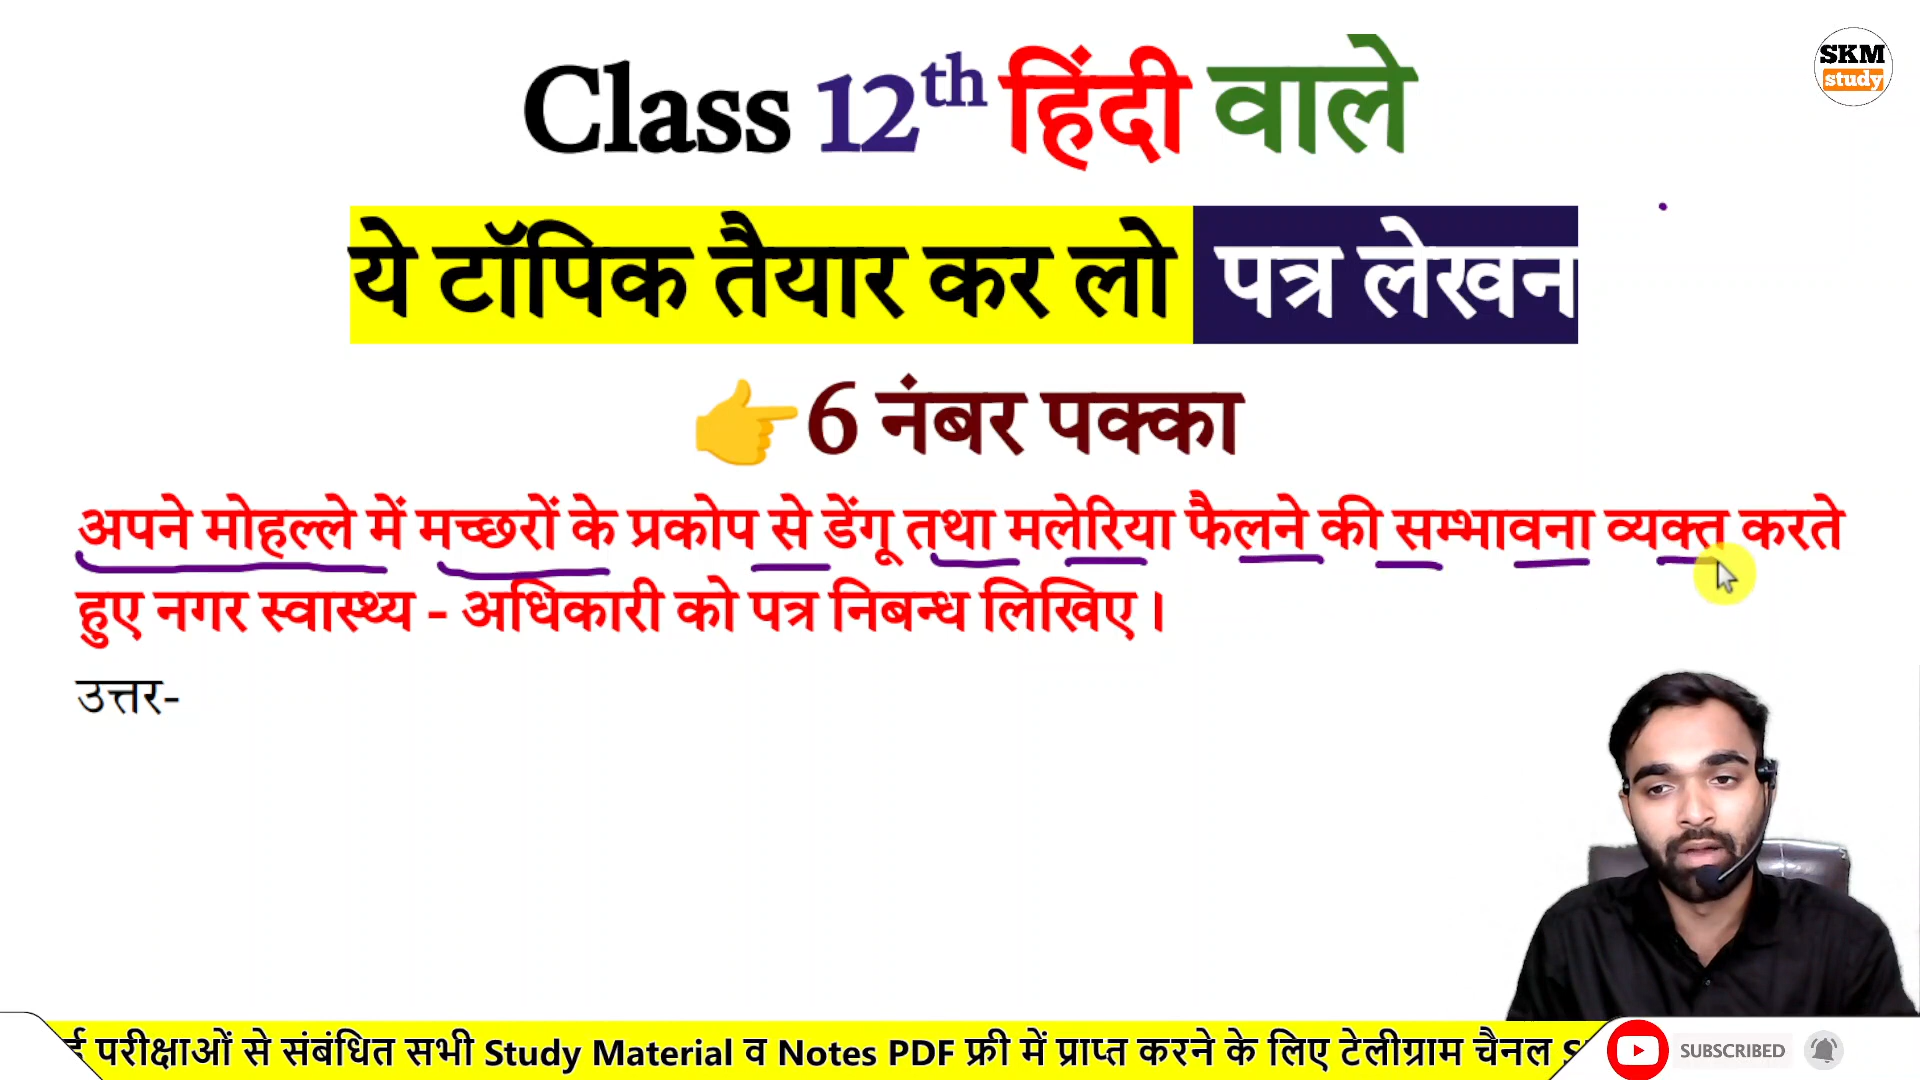 SKM
study
Class 12th हिंदी वाले
ये टॉपिक तैयार कर लो पत्र लेखन
👉6 नंबर पक्का
अपने मोहल्ले में मच्छरों के प्रकोप से डेंगू तथा मलेरिया फैलने की सम्भावना व्यक्त करते
हुए नगर स्वास्थ्य - अधिकारी को पत्र निबन्ध लिखिए।
उत्तर-
परीक्षाओं से संबंधित सभी Study Material व Notes PDF फ्री में प्राप्त करने के लिए टेलीग्राम चैनल
SUBSCRIBED